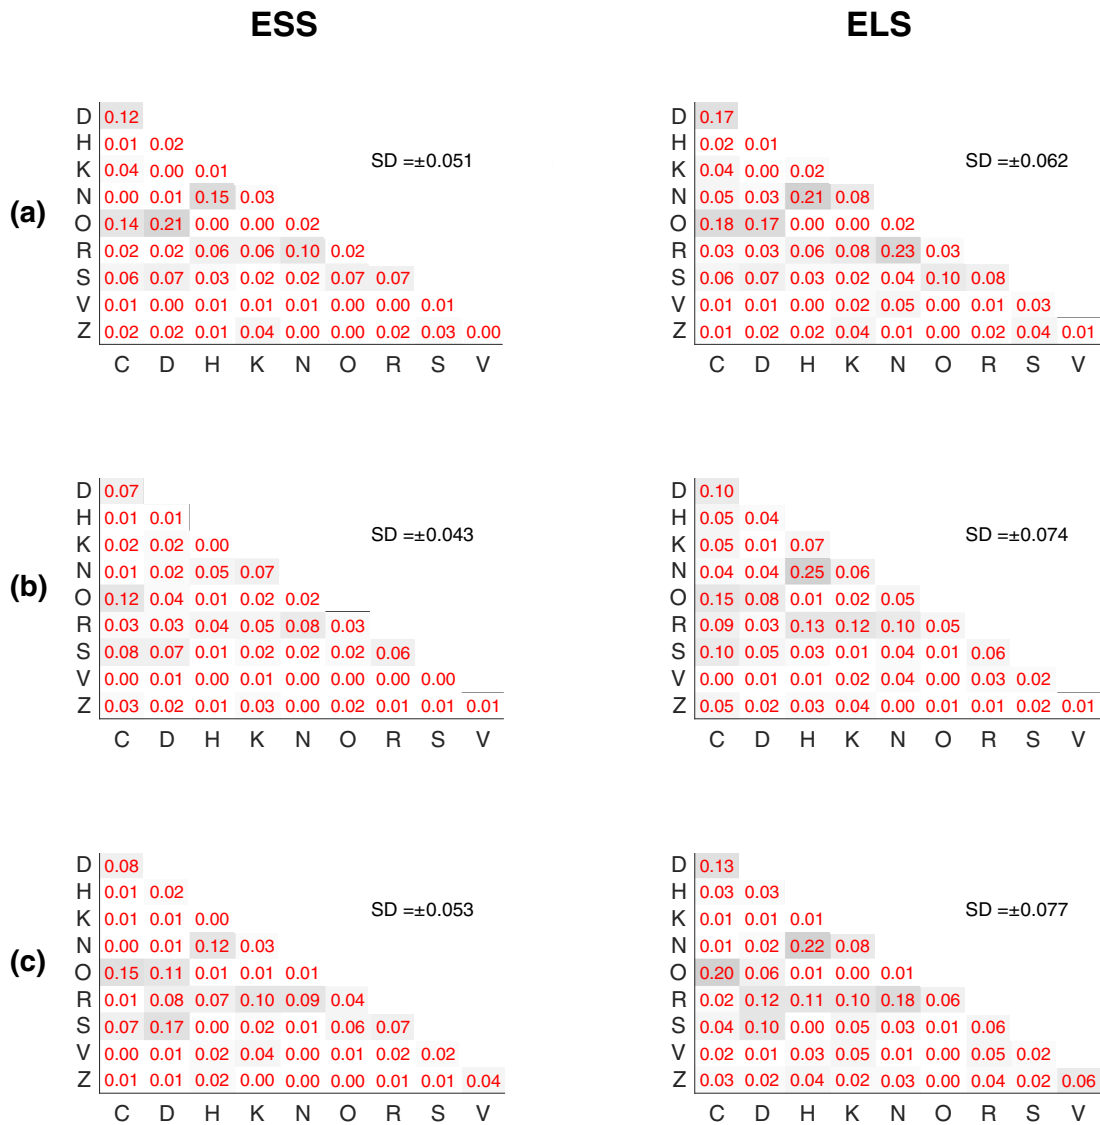 ESS
ELS
(a)
D 0.12
H 0.01 0.02
K 0.04 0.00 0.01
N 0.00 0.01 0.15 0.03
O 0.14 0.21 0.00 0.00 0.02
R 0.02 0.02 0.06 0.06 0.10 0.02
S 0.06 0.07 0.03 0.02 0.02 0.07 0.07
V 0.01 0.00 0.01 0.01 0.01 0.00 0.00 0.01
Z 0.02 0.02 0.01 0.04 0.00 0.00 0.02 0.03 0.00
C D H K N O R S V
SD =±0.051
D 0.17
H 0.02 0.01
K 0.04 0.00 0.02
N 0.05 0.03 0.21 0.08
O 0.18 0.17 0.00 0.00 0.02
R 0.03 0.03 0.06 0.08 0.23 0.03
S 0.06 0.07 0.03 0.02 0.04 0.10 0.08
V 0.01 0.01 0.00 0.02 0.05 0.00 0.01 0.03
Z 0.01 0.02 0.02 0.04 0.01 0.00 0.02 0.04 0.01
C D H K N O R S V
SD =±0.062
(b)
D 0.07
H 0.01 0.01
K 0.02 0.02 0.00
N 0.01 0.02 0.05 0.07
O 0.12 0.04 0.01 0.02 0.02
R 0.03 0.03 0.04 0.05 0.08 0.03
S 0.08 0.07 0.01 0.02 0.02 0.02 0.06
V 0.00 0.01 0.00 0.01 0.00 0.00 0.00 0.00
Z 0.03 0.02 0.01 0.03 0.00 0.02 0.01 0.01 0.01
C D H K N O R S V
SD =±0.043
D 0.10
H 0.05 0.04
K 0.05 0.01 0.07
N 0.04 0.04 0.25 0.06
O 0.15 0.08 0.01 0.02 0.05
R 0.09 0.03 0.13 0.12 0.10 0.05
S 0.10 0.05 0.03 0.01 0.04 0.01 0.06
V 0.00 0.01 0.01 0.02 0.04 0.00 0.03 0.02
Z 0.05 0.02 0.03 0.04 0.00 0.01 0.01 0.02 0.01
C D H K N O R S V
SD =±0.074
(c)
D 0.08
H 0.01 0.02
K 0.01 0.01 0.00
N 0.00 0.01 0.12 0.03
O 0.15 0.11 0.01 0.01 0.01
R 0.01 0.08 0.07 0.10 0.09 0.04
S 0.07 0.17 0.00 0.02 0.01 0.06 0.07
V 0.00 0.01 0.02 0.04 0.00 0.01 0.02 0.02
Z 0.01 0.01 0.02 0.00 0.00 0.00 0.01 0.01 0.04
C D H K N O R S V
SD =±0.053
D 0.13
H 0.03 0.03
K 0.01 0.01 0.01
N 0.01 0.02 0.22 0.08
O 0.20 0.06 0.01 0.00 0.01
R 0.02 0.12 0.11 0.10 0.18 0.06
S 0.04 0.10 0.00 0.05 0.03 0.01 0.06
V 0.02 0.01 0.03 0.05 0.01 0.00 0.05 0.02
Z 0.03 0.02 0.04 0.02 0.03 0.00 0.04 0.02 0.06
C D H K N O R S V
SD =±0.077